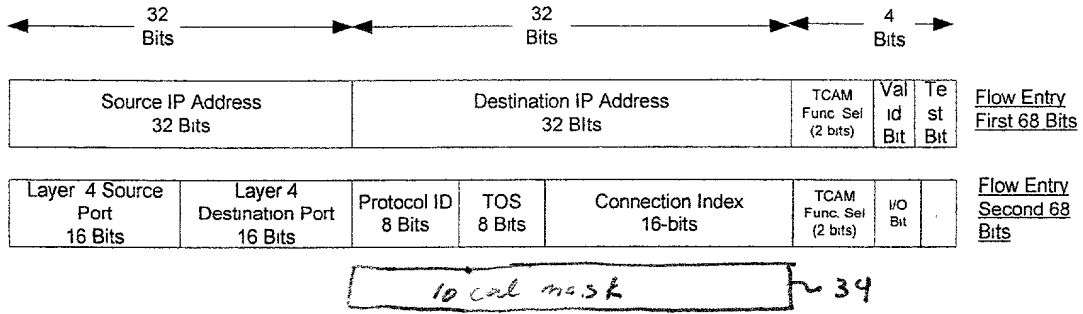 32
Bits
32
Bits
4
Bits
Source IP Address
32 Bits
Destination IP Address
32 Bits
TCAM
Func Sel
(2 bits)
Val
id
Bit
Te
st
Bit
Flow Entry
First 68 Bits
Layer 4 Source
Port
16 Bits
Layer 4
Destination Port
16 Bits
Protocol ID
8 Bits
TOS
8 Bits
Connection Index
16-bits
TCAM
Func. Sel
(2 bits)
I/O
Bit
Flow Entry
Second 68
Bits
local mask
34